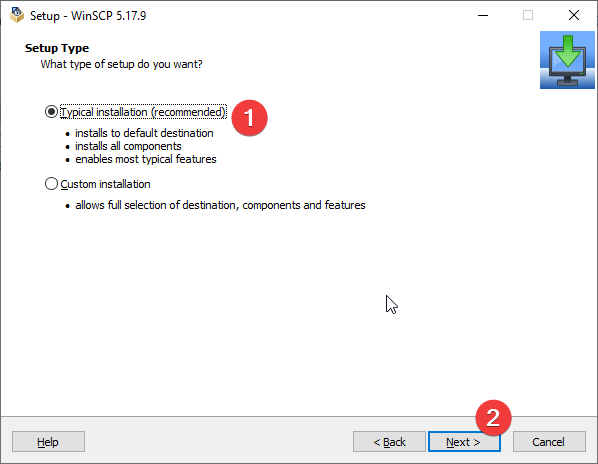 Setup - WinSCP 5.17.9
Setup Type
What type of setup do you want?
Typical installation (recommended)
1
• installs to default destination
• installs all components
• enables most typical features
Custom installation
• allows full selection of destination, components and features
2
Help
< Back
Next >
Cancel